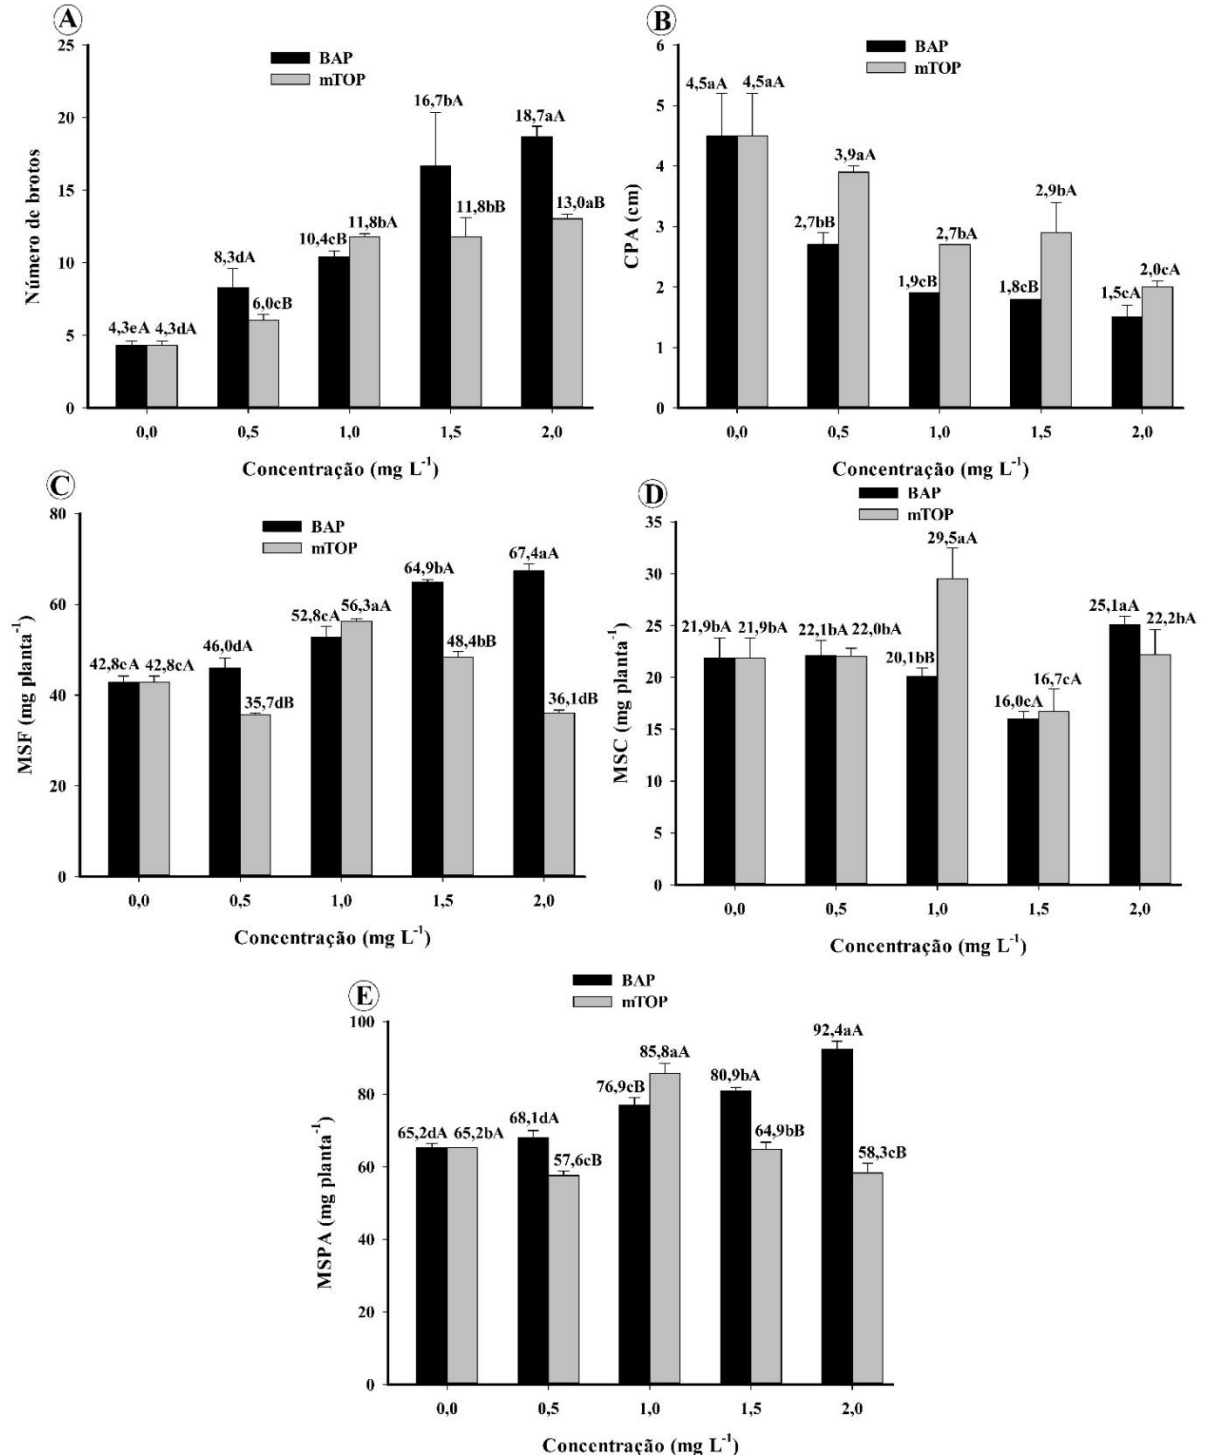 A
BAP
mTOP
Número de brotos
25
20
15
10
5
0
4,3eA 4,3dA
8,3dA
6,0cB
10,4cB
11,8bA
16,7bA
11,8bB
18,7aA
13,0aB
0,0 0,5 1,0 1,5 2,0
Concentração (mg L⁻¹)
B
BAP
mTOP
CPA (cm)
6
5
4
3
2
1
0
4,5aA 4,5aA
2,7bB
3,9aA
1,9cB
2,7bA
1,8cB
2,9bA
1,5cA
2,0cA
0,0 0,5 1,0 1,5 2,0
Concentração (mg L⁻¹)
C
BAP
mTOP
MSF (mg planta⁻¹)
80
60
40
20
0
42,8cA 42,8cA
46,0dA
35,7dB
52,8cA
56,3aA
64,9bA
48,4bB
67,4aA
36,1dB
0,0 0,5 1,0 1,5 2,0
Concentração (mg L⁻¹)
D
BAP
mTOP
MSC (mg planta⁻¹)
35
30
25
20
15
10
5
0
21,9bA 21,9bA
22,1bA 22,0bA
20,1bB
29,5aA
16,0cA
16,7cA
25,1aA
22,2bA
0,0 0,5 1,0 1,5 2,0
Concentração (mg L⁻¹)
E
BAP
mTOP
MSPA (mg planta⁻¹)
100
80
60
40
20
0
65,2dA 65,2bA
68,1dA
57,6cB
76,9cB
85,8aA
80,9bA
64,9bB
92,4aA
58,3cB
0,0 0,5 1,0 1,5 2,0
Concentração (mg L⁻¹)